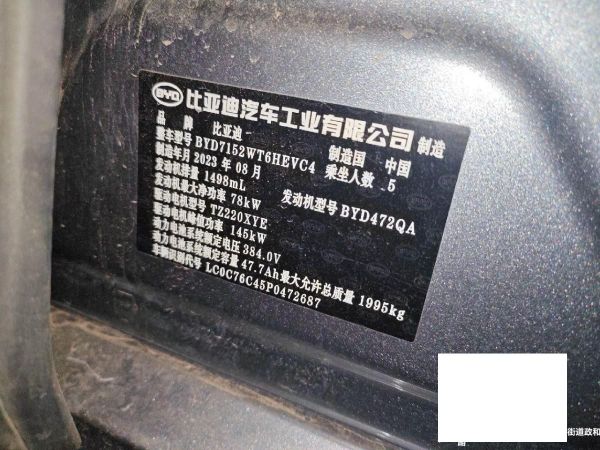 BYD 比亚迪汽车工业有限公司 制造
品牌 比亚迪 制造国 中国
整车型号 BYD7152WT6HEVC4 乘坐人数 5
制造年月 2023 年 08 月
发动机排量 1498mL 发动机型号 BYD472QA
发动机最大净功率 78kW
驱动电机型号 TZ220XYE
驱动电机峰值功率 145kW
动力电池系统额定电压 384.0V
动力电池系统额定容量 47.7Ah 最大允许总质量 1995kg
车辆识别代号 LC0C76C45P0472687
街道政和